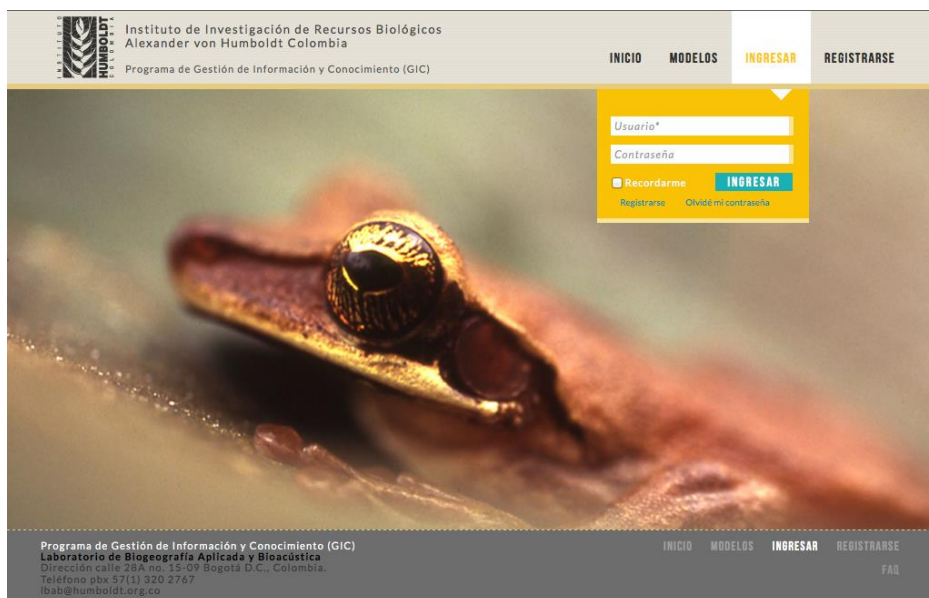 INSTITUTO
HUMBOLDT
COLOMBIA
Instituto de Investigación de Recursos Biológicos
Alexander von Humboldt Colombia
Programa de Gestión de Información y Conocimiento (GIC)
INICIO MODELOS INGRESAR REGISTRARSE
Usuario*
Contraseña
Recordarme INGRESAR
Registrarse Olvidé mi contraseña
Programa de Gestión de Información y Conocimiento (GIC)
Laboratorio de Biogeografía Aplicada y Bioacústica
Dirección calle 28A no. 15-09 Bogotá D.C., Colombia.
Teléfono pbx 57(1) 320 2767
lbab@humboldt.org.co
INICIO MODELOS INGRESAR REGISTRARSE
FAQ